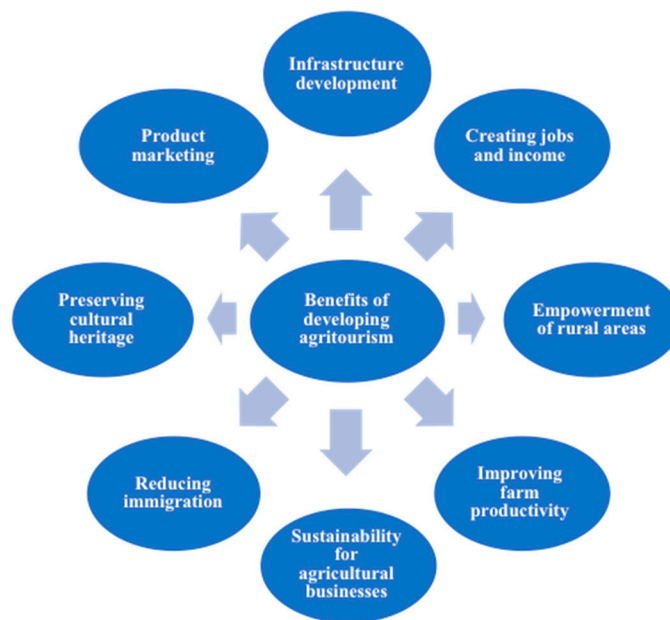 Infrastructure
development
Product
marketing
Creating jobs
and income
Preserving
cultural
heritage
Benefits of
developing
agritourism
Empowerment
of rural areas
Reducing
immigration
Improving
farm
productivity
Sustainability
for
agricultural
businesses